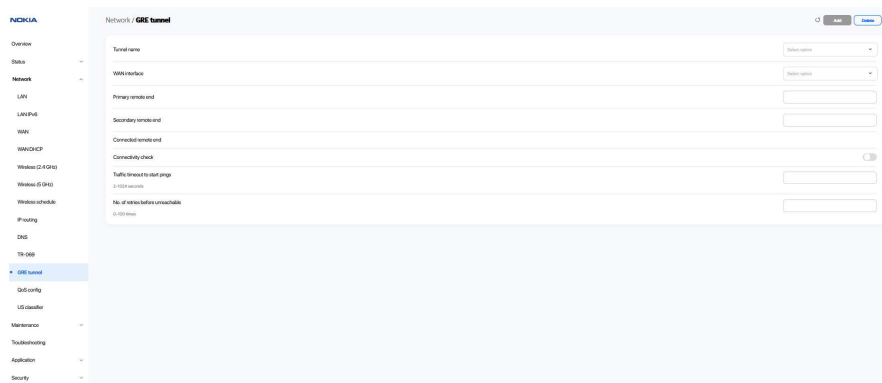 NOKIA
Network / GRE tunnel
Add
Delete
Overview
Status
Network
LAN
LAN IPv6
WAN
WAN DHCP
Wireless (2.4 GHz)
Wireless (5 GHz)
Wireless schedule
IP routing
DNS
TR-069
GRE tunnel
QoS config
US classifier
Maintenance
Troubleshooting
Application
Security
Tunnel name
Select option
WAN interface
Select option
Primary remote end
Secondary remote end
Connected remote end
Connectivity check
Traffic timeout to start pings
2-1024 seconds
No. of retries before unreachable
0-100 times